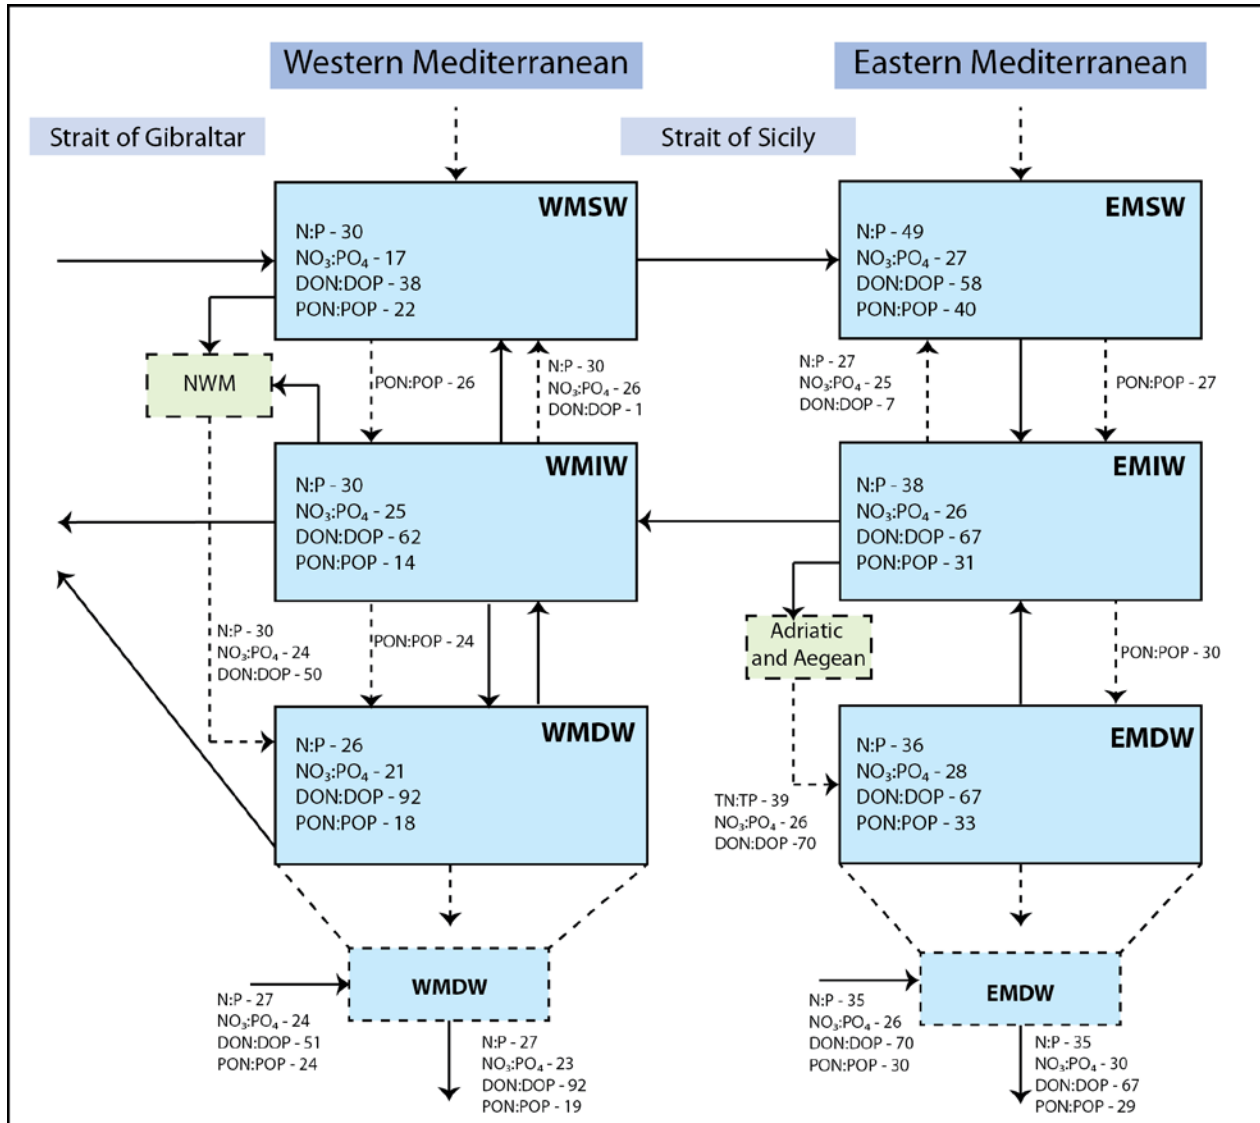 Western Mediterranean
Eastern Mediterranean
Strait of Gibraltar
Strait of Sicily
WMSW
N:P - 30
NO₃:PO₄ - 17
DON:DOP - 38
PON:POP - 22
EMSW
N:P - 49
NO₃:PO₄ - 27
DON:DOP - 58
PON:POP - 40
NWM
PON:POP - 26
N:P - 30
NO₃:PO₄ - 26
DON:DOP - 1
N:P - 27
NO₃:PO₄ - 25
DON:DOP - 7
PON:POP - 27
WMIW
N:P - 30
NO₃:PO₄ - 25
DON:DOP - 62
PON:POP - 14
EMIW
N:P - 38
NO₃:PO₄ - 26
DON:DOP - 67
PON:POP - 31
N:P - 30
NO₃:PO₄ - 24
DON:DOP - 50
PON:POP - 24
Adriatic
and Aegean
PON:POP - 30
WMDW
N:P - 26
NO₃:PO₄ - 21
DON:DOP - 92
PON:POP - 18
TN:TP - 39
NO₃:PO₄ - 26
DON:DOP -70
EMDW
N:P - 36
NO₃:PO₄ - 28
DON:DOP - 67
PON:POP - 33
WMDW
N:P - 27
NO₃:PO₄ - 24
DON:DOP - 51
PON:POP - 24
N:P - 27
NO₃:PO₄ - 23
DON:DOP - 92
PON:POP - 19
EMDW
N:P - 35
NO₃:PO₄ - 26
DON:DOP - 70
PON:POP - 30
N:P - 35
NO₃:PO₄ - 30
DON:DOP - 67
PON:POP - 29